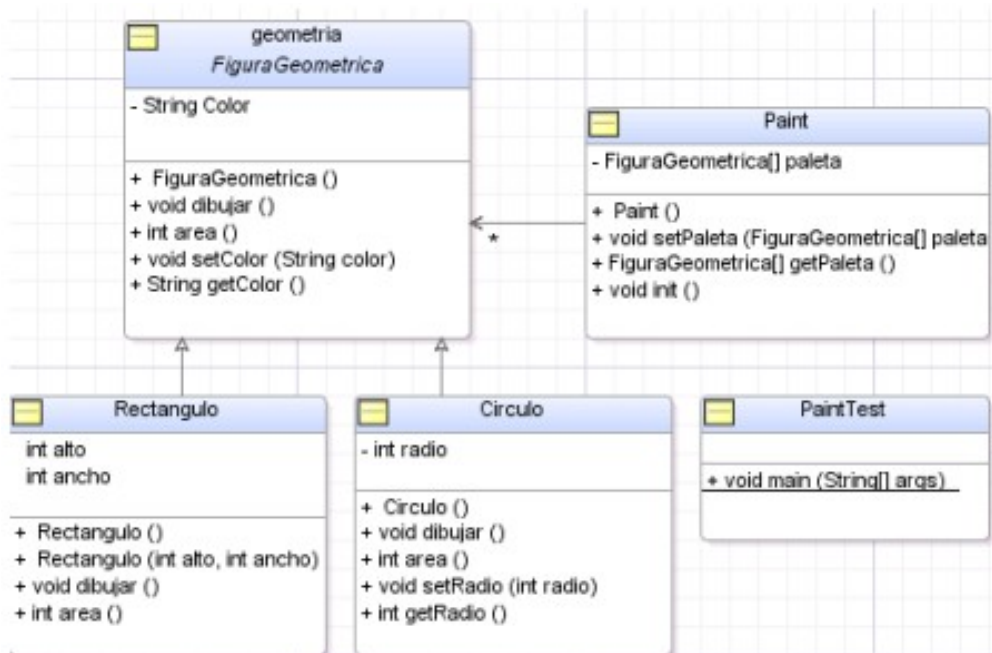 geometria
FiguraGeometrica
- String Color
+ FiguraGeometrica ()
+ void dibujar ()
+ int area ()
+ void setColor (String color)
+ String getColor ()
Paint
- FiguraGeometrica[] paleta
+ Paint ()
+ void setPaleta (FiguraGeometrica[] paleta
+ FiguraGeometrica[] getPaleta ()
+ void init ()
*
Rectangulo
int alto
int ancho
+ Rectangulo ()
+ Rectangulo (int alto, int ancho)
+ void dibujar ()
+ int area ()
Circulo
- int radio
+ Circulo ()
+ void dibujar ()
+ int area ()
+ void setRadio (int radio)
+ int getRadio ()
PaintTest
+ void main (String[] args)